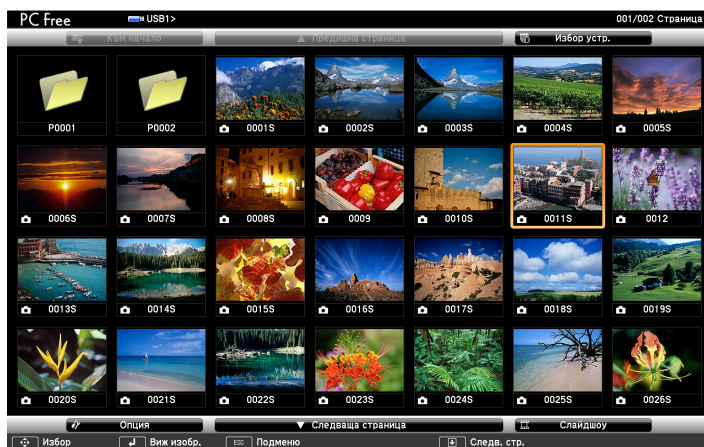 PC Free USB1> 001/002 Страница
Към начало Предишна страница Избор устр.
P0001 P0002 0001S 0002S 0003S 0004S 0005S
0006S 0007S 0008S 0009 0010S 0011S 0012
0013S 0014S 0015S 0016S 0017S 0018S 0019S
0020S 0021S 0022S 0023S 0024S 0025S 0026S
Опция Следваща страница Слайдшоу
Избор Виж изобр. ESC Подменю Следв. стр.